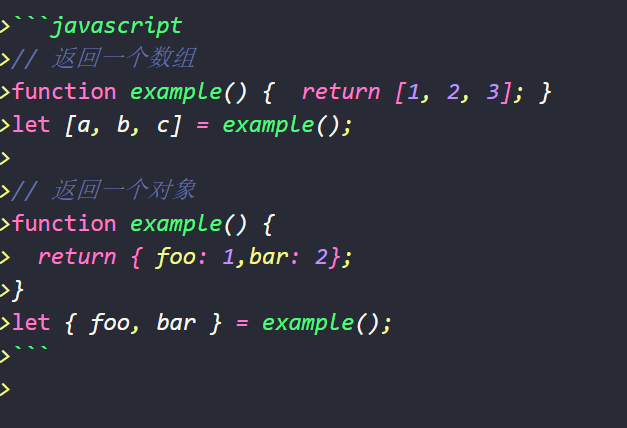 >```javascript
>// 返回一个数组
>function example() {  return [1, 2, 3]; }
>let [a, b, c] = example();
>
>// 返回一个对象
>function example() {
>  return { foo: 1,bar: 2};
>}
>let { foo, bar } = example();
>```
>